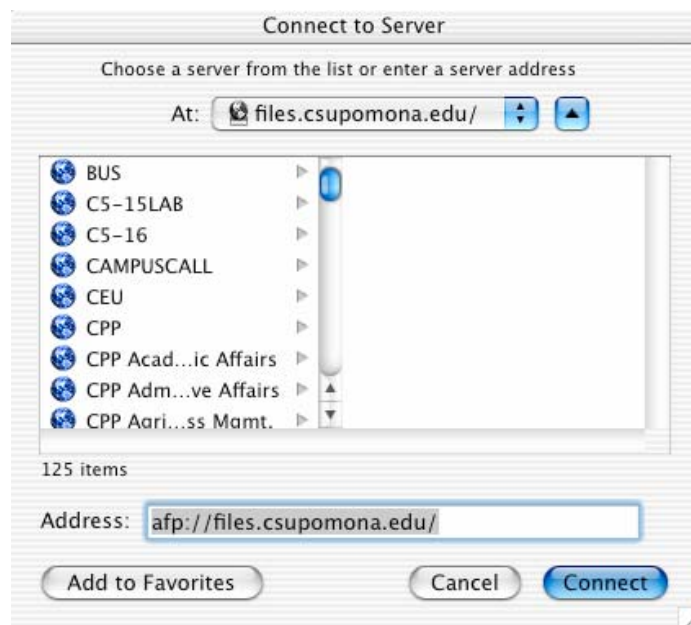 Connect to Server
Choose a server from the list or enter a server address
At: files.csupomona.edu/
BUS
C5-15LAB
C5-16
CAMPUSCALL
CEU
CPP
CPP Acad...ic Affairs
CPP Adm...ve Affairs
CPP Agri...ss Mgmt.
125 items
Address: afp://files.csupomona.edu/
Add to Favorites Cancel Connect